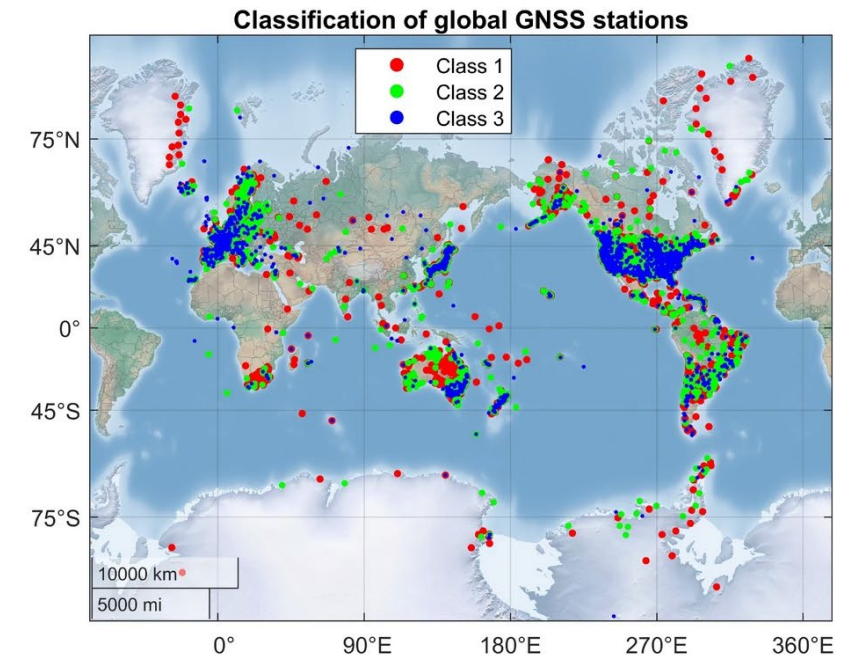 Classification of global GNSS stations
Class 1
Class 2
Class 3
75°N
45°N
0°
45°S
75°S
10000 km
5000 mi
0°
90°E
180°E
270°E
360°E